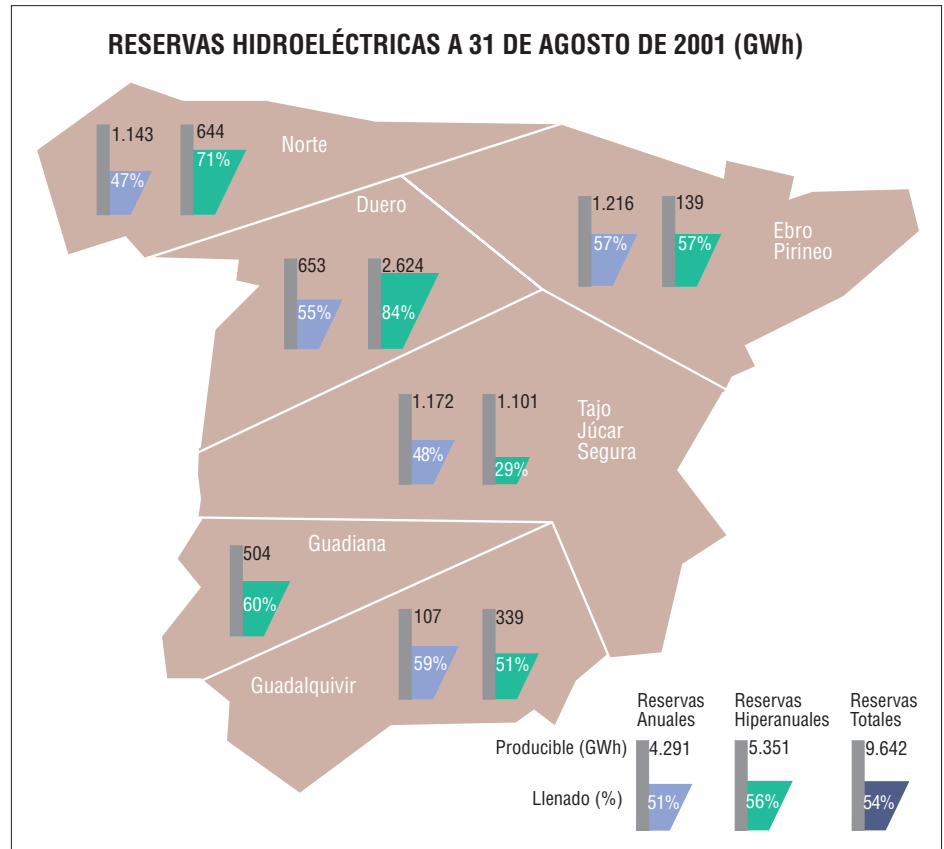 RESERVAS HIDROELÉCTRICAS A 31 DE AGOSTO DE 2001 (GWh)
1.143
47%
644
71%
Norte
Duero
653
55%
2.624
84%
1.216
57%
139
57%
Ebro
Pirineo
1.172
48%
1.101
29%
Tajo
Júcar
Segura
504
60%
Guadiana
107
59%
339
51%
Guadalquivir
Reservas
Anuales
Reservas
Hiperanuales
Reservas
Totales
Producible (GWh)
4.291
5.351
9.642
Llenado (%)
51%
56%
54%